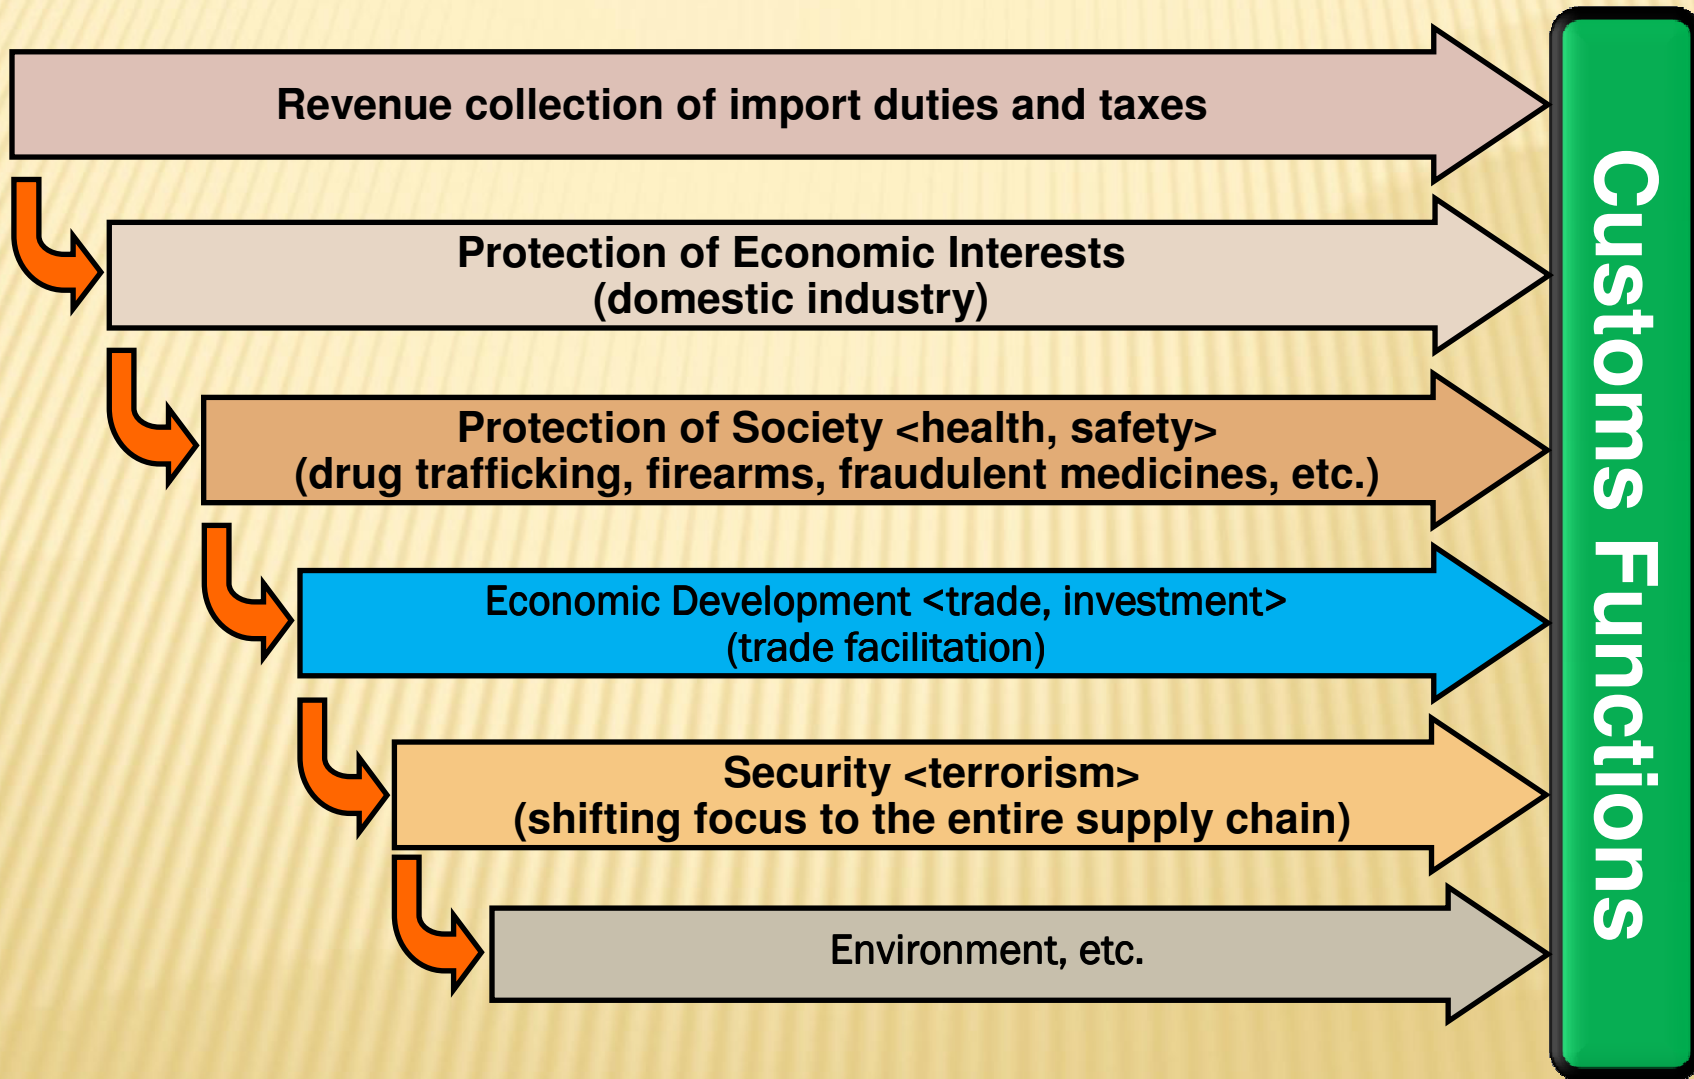 Revenue collection of import duties and taxes
Protection of Economic Interests
(domestic industry)
Protection of Society <health, safety>
(drug trafficking, firearms, fraudulent medicines, etc.)
Economic Development <trade, investment>
(trade facilitation)
Security <terrorism>
(shifting focus to the entire supply chain)
Environment, etc.
Customs Functions